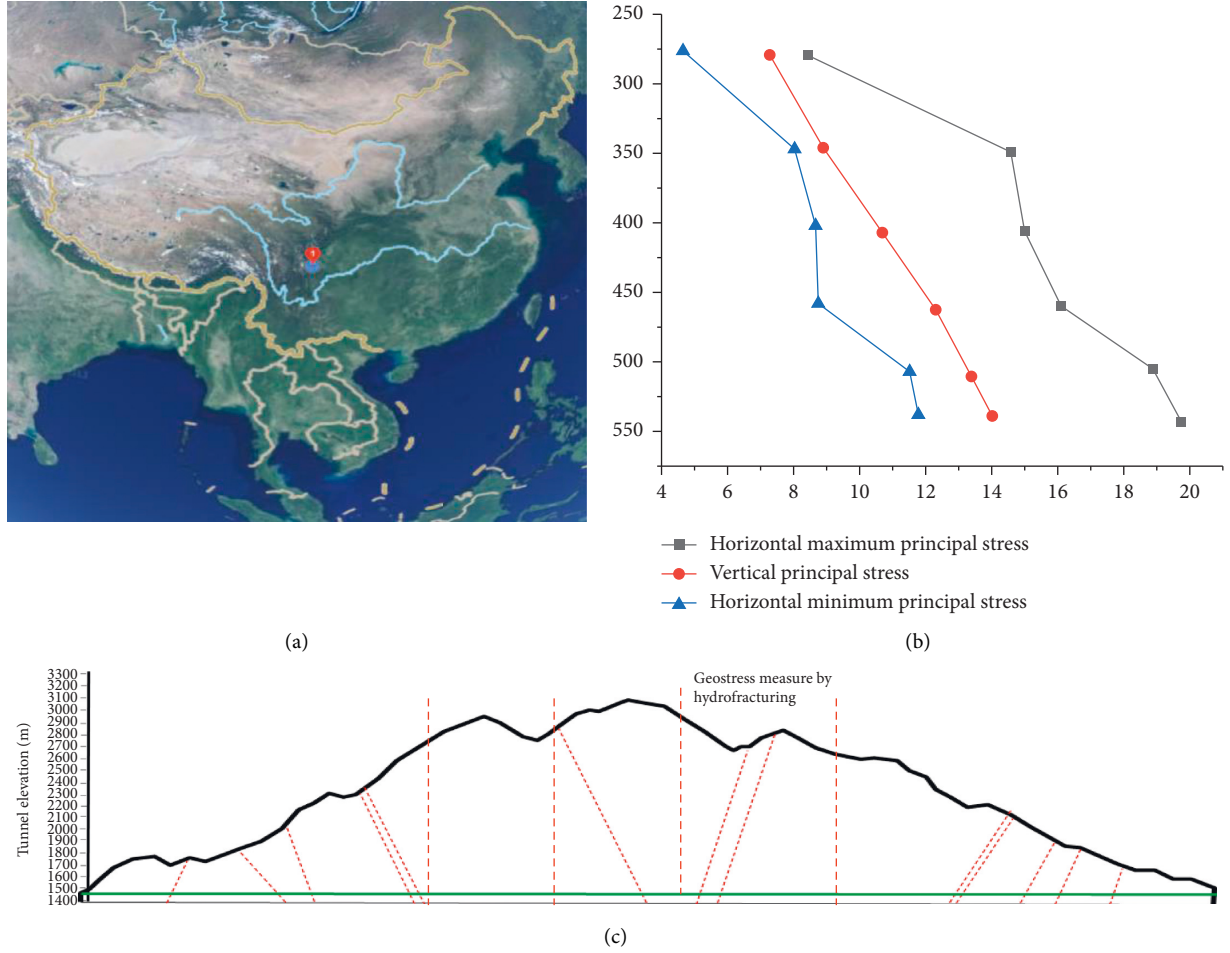 1
(a)
250
300
350
400
450
500
550
4 6 8 10 12 14 16 18 20
Horizontal maximum principal stress
Vertical principal stress
Horizontal minimum principal stress
(b)
Tunnel elevation (m)
3300
3200
3100
3000
2900
2800
2700
2600
2500
2400
2300
2200
2100
2000
1900
1800
1700
1600
1500
1400
Geostress measure by
hydrofracturing
(c)